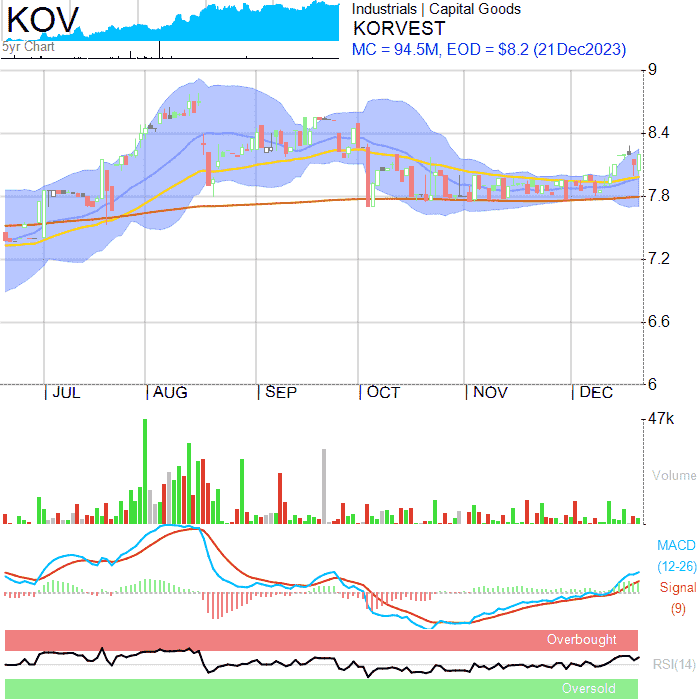 KOV
5yr Chart
Industrials | Capital Goods
KORVEST
MC = 94.5M, EOD = $8.2 (21Dec2023)
9
8.4
7.8
7.2
6.6
6
| JUL | AUG | SEP | OCT | NOV | DEC
47k
Volume
MACD
(12-26)
Signal
(9)
Overbought
RSI(14)
Oversold